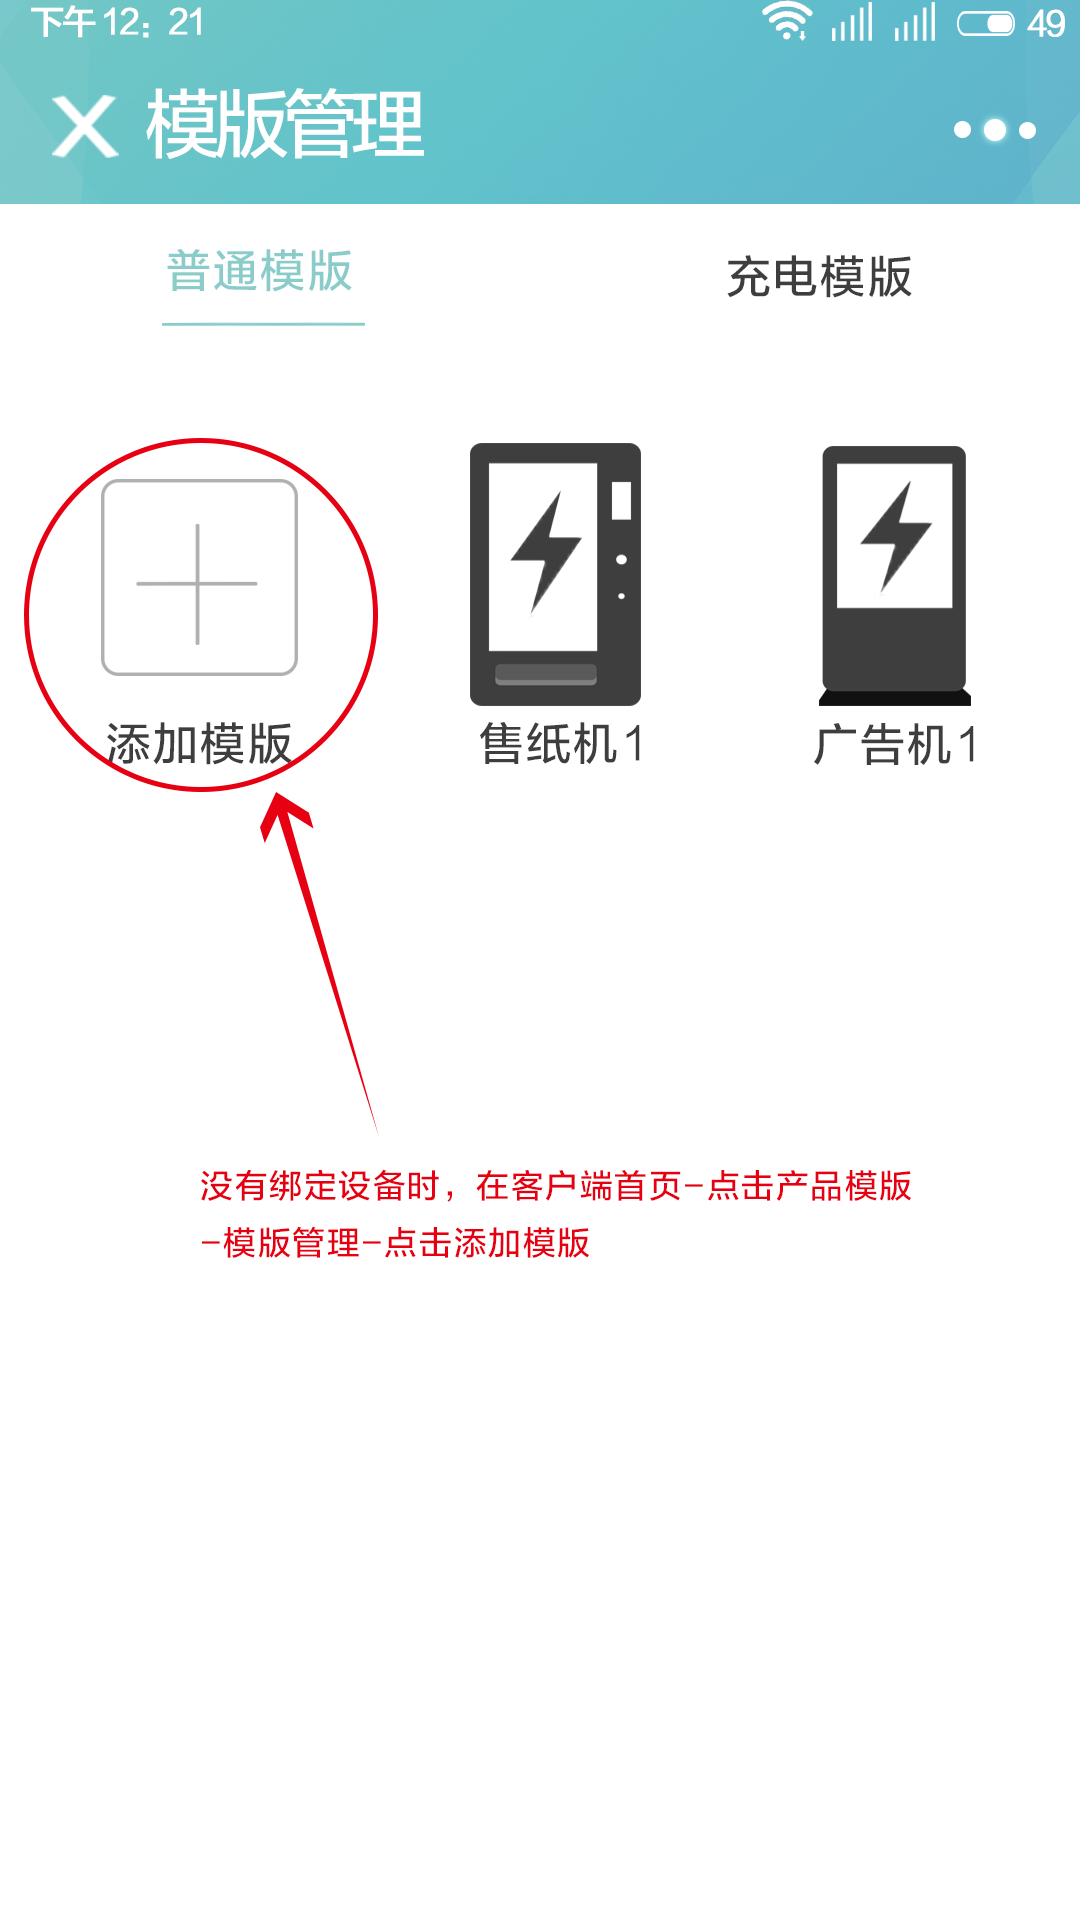 下午12：21
49
模版管理
普通模版
充电模版
添加模版
售纸机1
广告机1
没有绑定设备时，在客户端首页-点击产品模版
-模版管理-点击添加模版